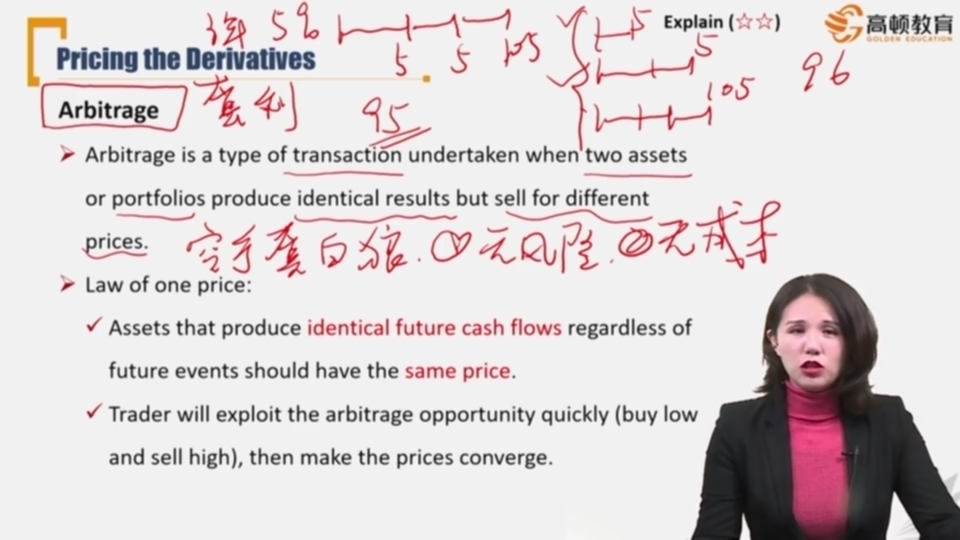 Explain (☆☆)
高顿教育
GOLDEN EDUCATION
3年 5%
5 5 105
5
5
105
96
Pricing the Derivatives
Arbitrage
套利
95
Arbitrage is a type of transaction undertaken when two assets
or portfolios produce identical results but sell for different
prices.
空手套白狼. ①无风险. ②无成本
Law of one price:
Assets that produce identical future cash flows regardless of
future events should have the same price.
Trader will exploit the arbitrage opportunity quickly (buy low
and sell high), then make the prices converge.